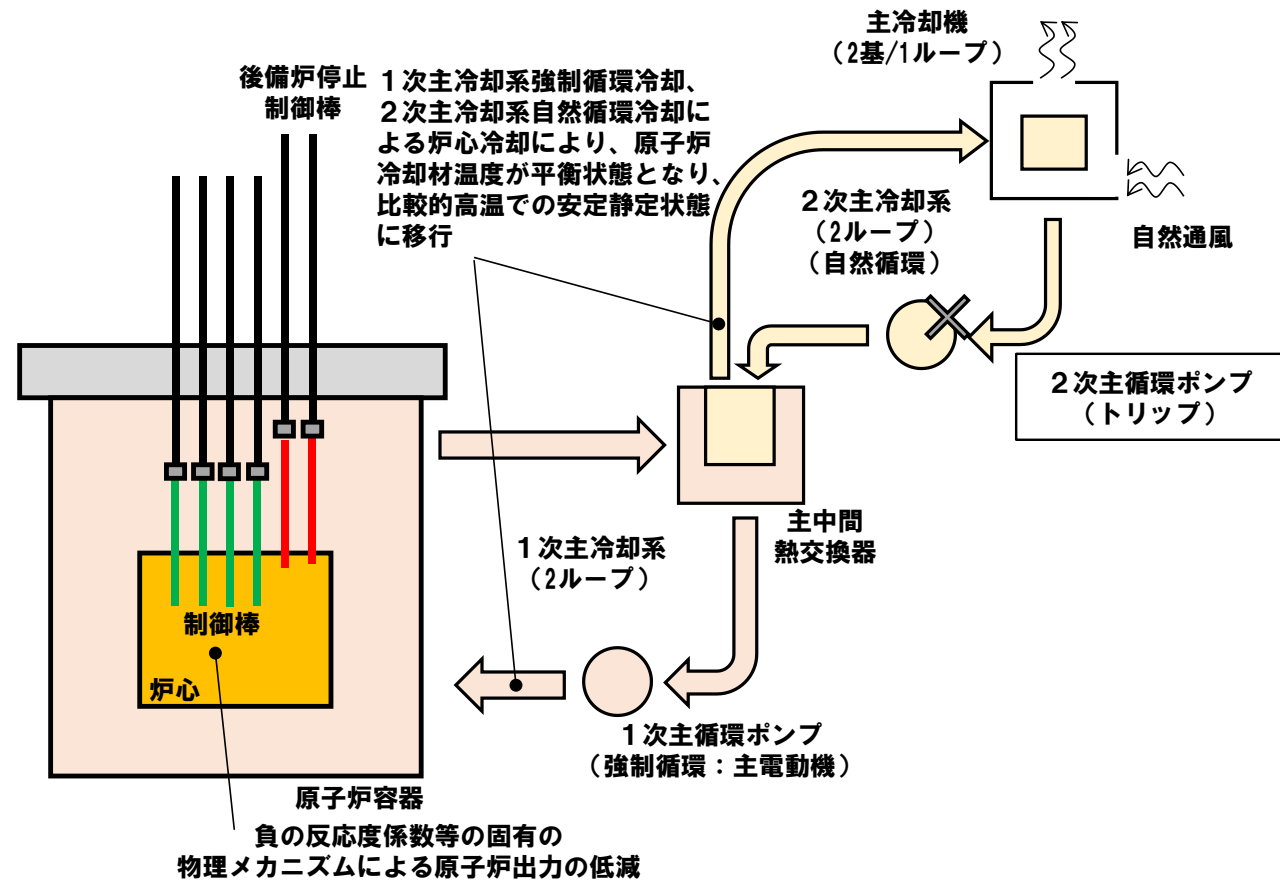 主冷却機
（2基/1ループ）
後備炉停止
制御棒
１次主冷却系強制循環冷却、
２次主冷却系自然循環冷却に
よる炉心冷却により、原子炉
冷却材温度が平衡状態となり、
比較的高温での安定静定状態
に移行
２次主冷却系
（2ループ）
（自然循環）
自然通風
２次主循環ポンプ
（トリップ）
主中間
熱交換器
１次主冷却系
（2ループ）
制御棒
炉心
１次主循環ポンプ
（強制循環：主電動機）
原子炉容器
負の反応度係数等の固有の
物理メカニズムによる原子炉出力の低減